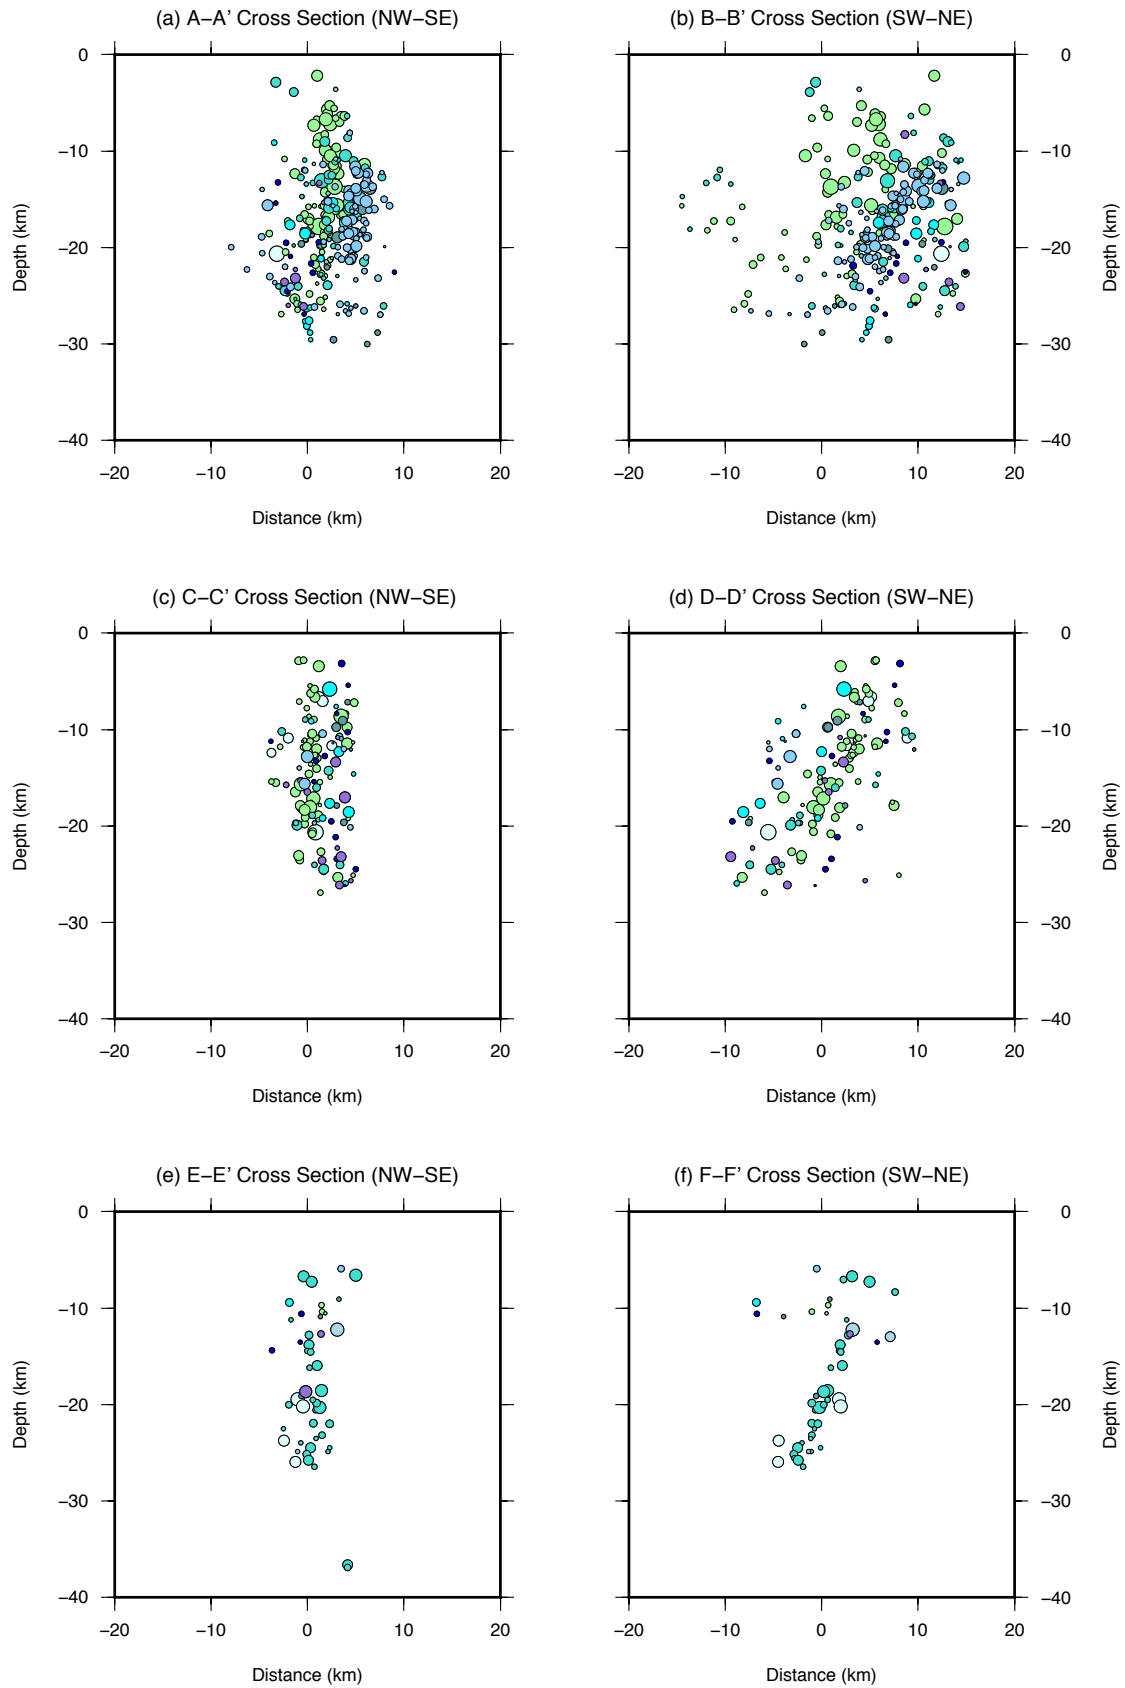 (a) A−A’ Cross Section (NW−SE)
(b) B−B’ Cross Section (SW−NE)
0
−10
−20
−30
−40
Depth (km)
−20 −10 0 10 20
Distance (km)
0
−10
−20
−30
−40
Depth (km)
−20 −10 0 10 20
Distance (km)
(c) C−C’ Cross Section (NW−SE)
(d) D−D’ Cross Section (SW−NE)
0
−10
−20
−30
−40
Depth (km)
−20 −10 0 10 20
Distance (km)
0
−10
−20
−30
−40
Depth (km)
−20 −10 0 10 20
Distance (km)
(e) E−E’ Cross Section (NW−SE)
(f) F−F’ Cross Section (SW−NE)
0
−10
−20
−30
−40
Depth (km)
−20 −10 0 10 20
Distance (km)
0
−10
−20
−30
−40
Depth (km)
−20 −10 0 10 20
Distance (km)